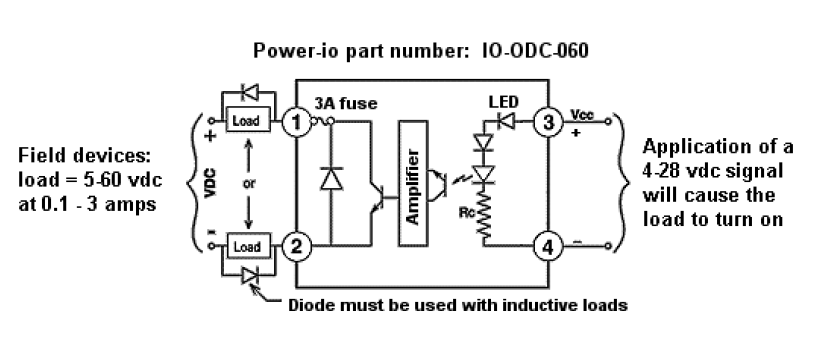 Power-io part number: IO-ODC-060
Field devices:
load = 5-60 vdc
at 0.1 - 3 amps
VDC
+
-
Load
or
Load
1
2
3A fuse
Amplifier
LED
Rc
3
4
Vcc
+
-
Application of a
4-28 vdc signal
will cause the
load to turn on
Diode must be used with inductive loads